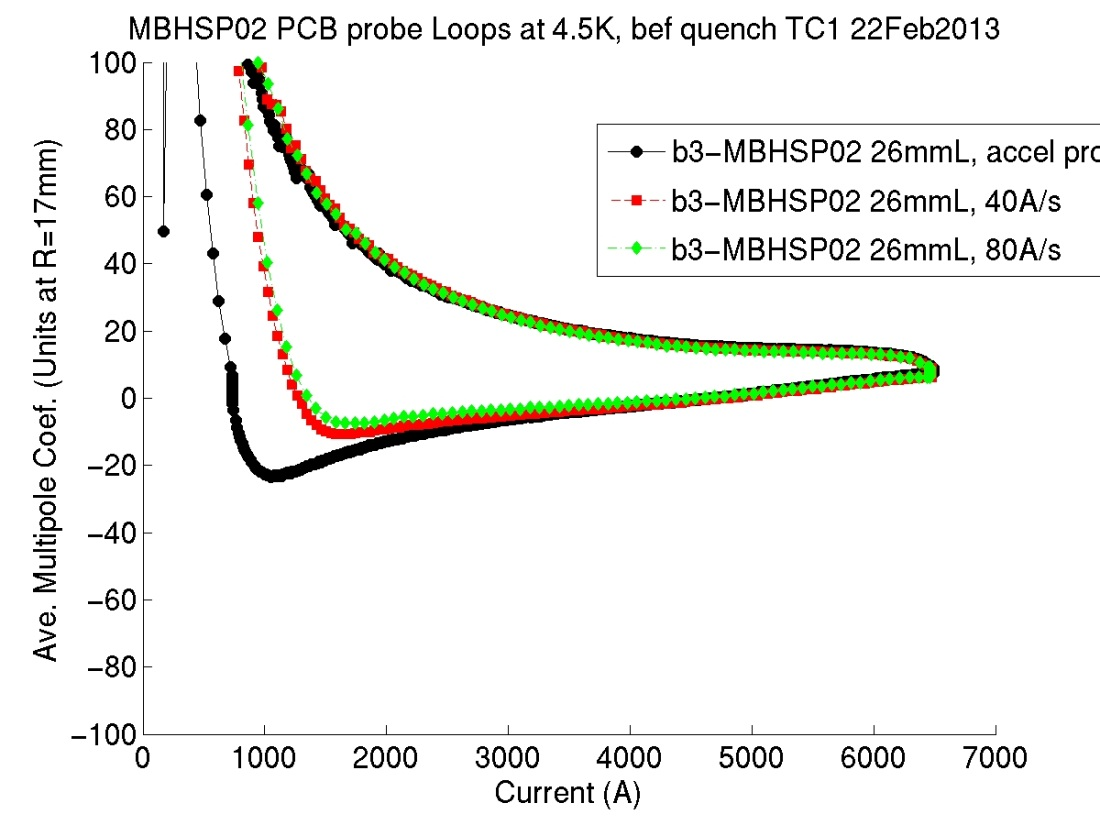 MBHSP02 PCB probe Loops at 4.5K, bef quench TC1 22Feb2013
Ave. Multipole Coef. (Units at R=17mm)
100
80
60
40
20
0
−20
−40
−60
−80
−100
b3−MBHSP02 26mmL, accel pro
b3−MBHSP02 26mmL, 40A/s
b3−MBHSP02 26mmL, 80A/s
0 1000 2000 3000 4000 5000 6000 7000
Current (A)